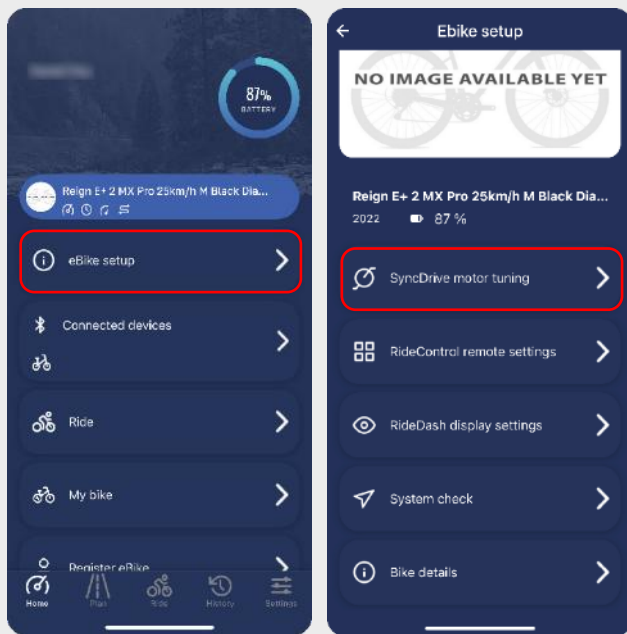 87%
BATTERY
Reign E+ 2 MX Pro 25km/h M Black Dia...
eBike setup
Connected devices
Ride
My bike
Register eBike
Home
Plan
Ride
History
Settings
Ebike setup
NO IMAGE AVAILABLE YET
Reign E+ 2 MX Pro 25km/h M Black Dia...
2022 87 %
SyncDrive motor tuning
RideControl remote settings
RideDash display settings
System check
Bike details